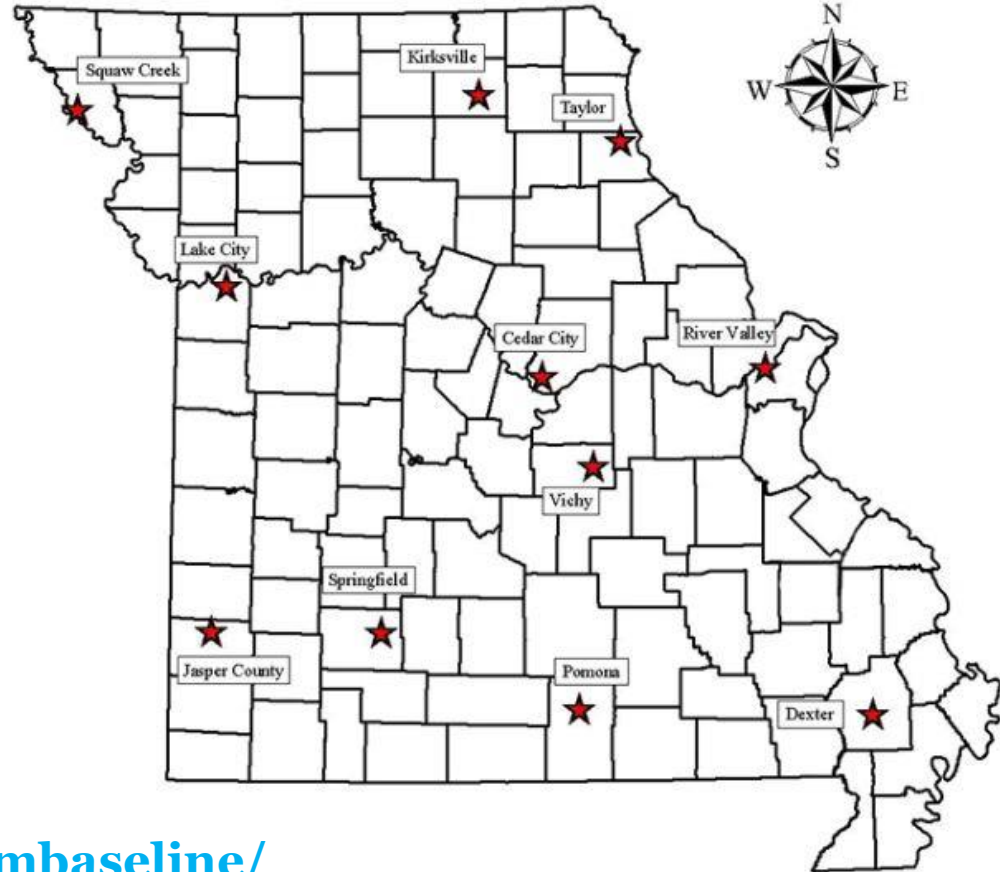 N
W
E
S
Squaw Creek
Kirksville
Taylor
Lake City
Cedar City
River Valley
Vichy
Springfield
Jasper County
Pomona
Dexter
mbaseline/